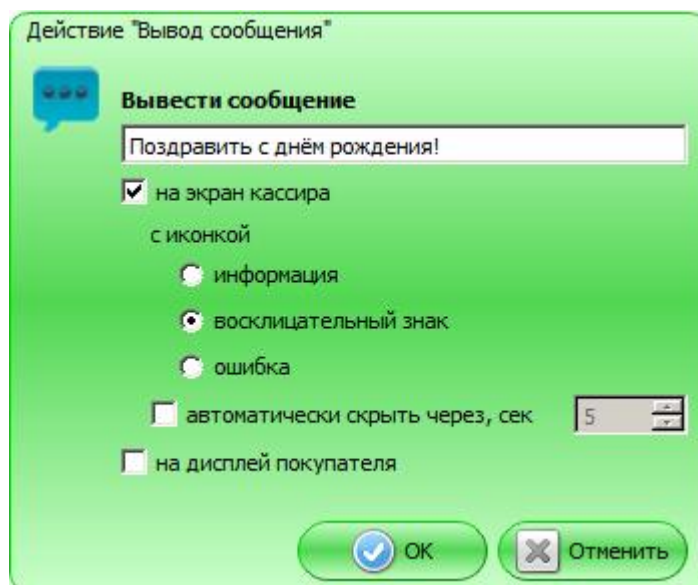 Действие "Вывод сообщения"
Вывести сообщение
Поздравить с днём рождения!
на экран кассира
с иконкой
информация
восклицательный знак
ошибка
автоматически скрыть через, сек 5
на дисплей покупателя
ОК Отменить